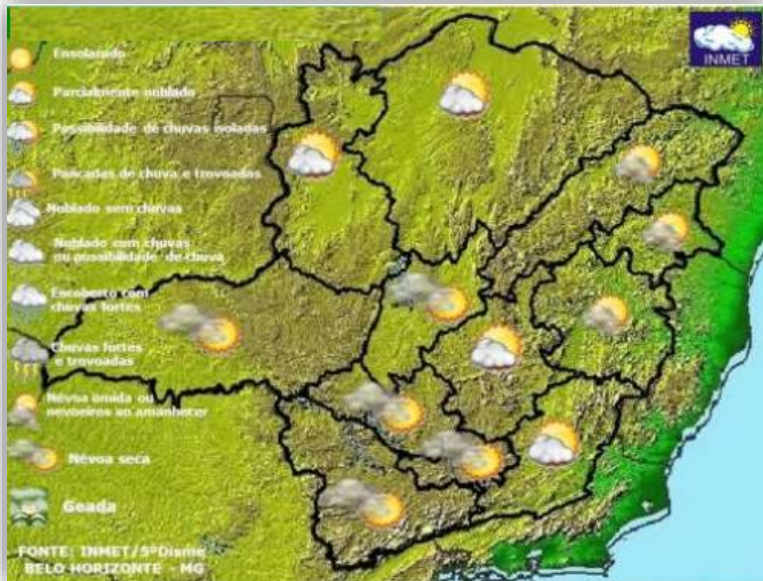 INMET
Ensolarado
Parcialmente nublado
Possibilidade de chuvas isoladas
Pancadas de chuva e trovoadas
Nublado sem chuvas
Nublado com chuvas
ou possibilidade de chuva
Encoberto com
chuvas fortes
Chuvas fortes
e trovoadas
Névoa úmida ou
nevoeiros ao amanhecer
Névoa seca
Geada
FONTE: INMET/5ºDisme
BELO HORIZONTE - MG